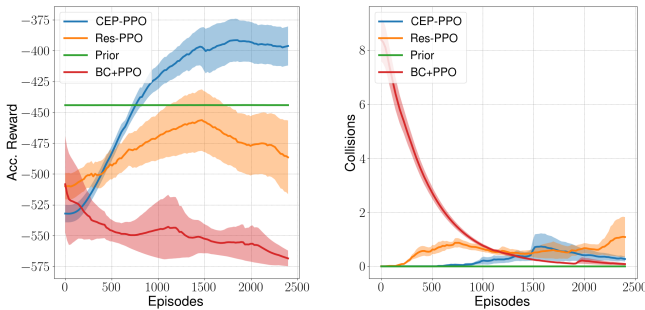 −375
−400
−425
−450
−475
−500
−525
−550
−575
Acc. Reward
CEP-PPO
Res-PPO
Prior
BC+PPO
0
500
1000
1500
2000
2500
Episodes
8
6
4
2
0
Collisions
CEP-PPO
Res-PPO
Prior
BC+PPO
0
500
1000
1500
2000
2500
Episodes